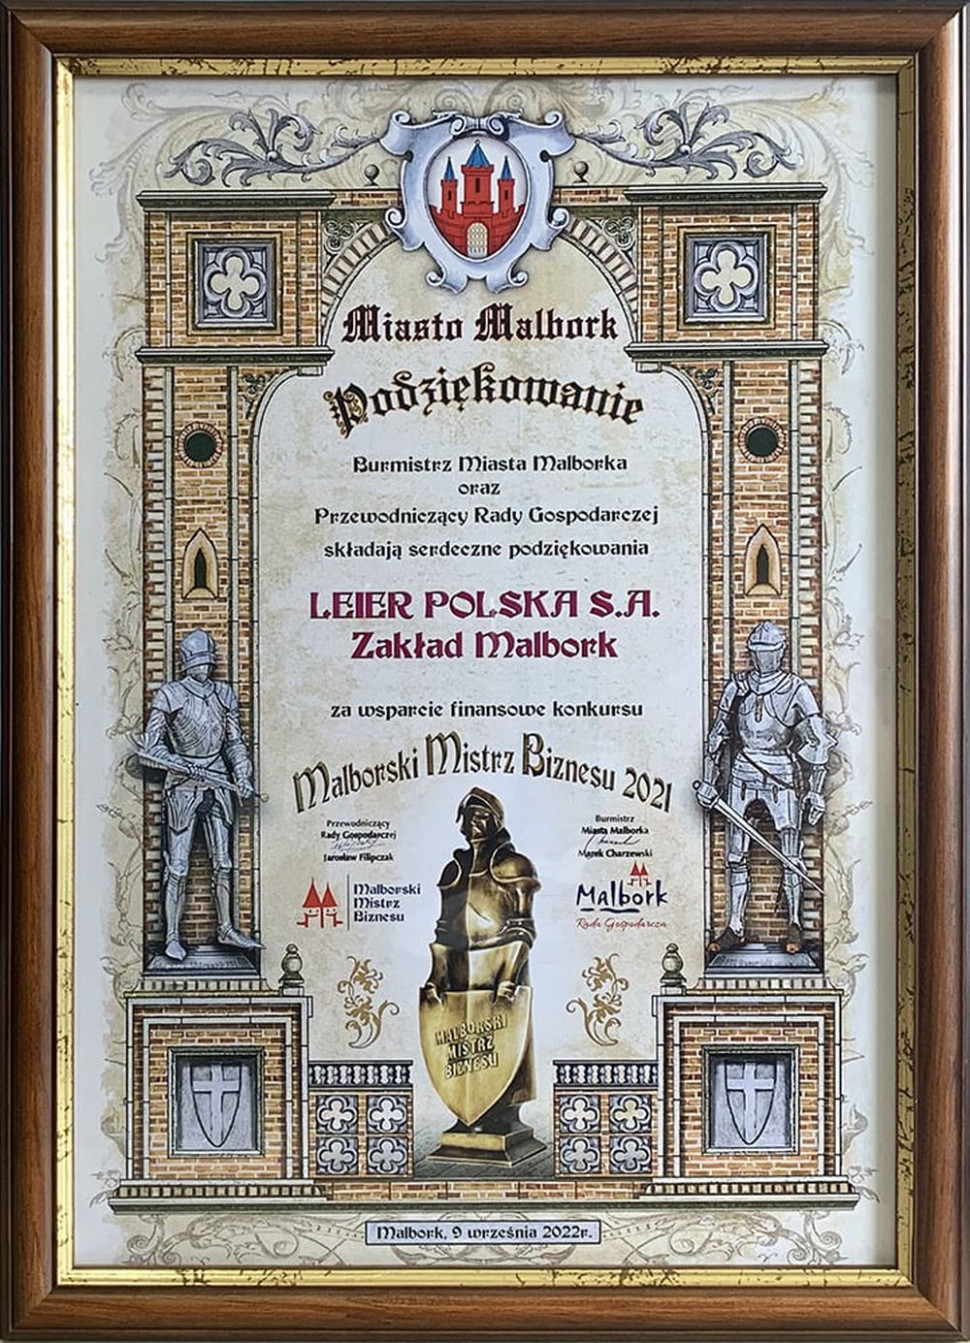 Miasto Malbork
Podziękowanie
Burmistrz Miasta Malborka
oraz
Przewodniczący Rady Gospodarczej
składają serdeczne podziękowania
LEIER POLSKA S.A.
Zakład Malbork
za wsparcie finansowe konkursu
Malborski Mistrz Biznesu 2021
Przewodniczący
Rady Gospodarczej
Jarosław Filipczak
Burmistrz
Miasta Malborka
Marek Charzewski
Malborski
Mistrz
Biznesu
Malbork
Rada Gospodarcza
MALBORSKI
MISTRZ
BIZNESU
Malbork, 9 września 2022r.